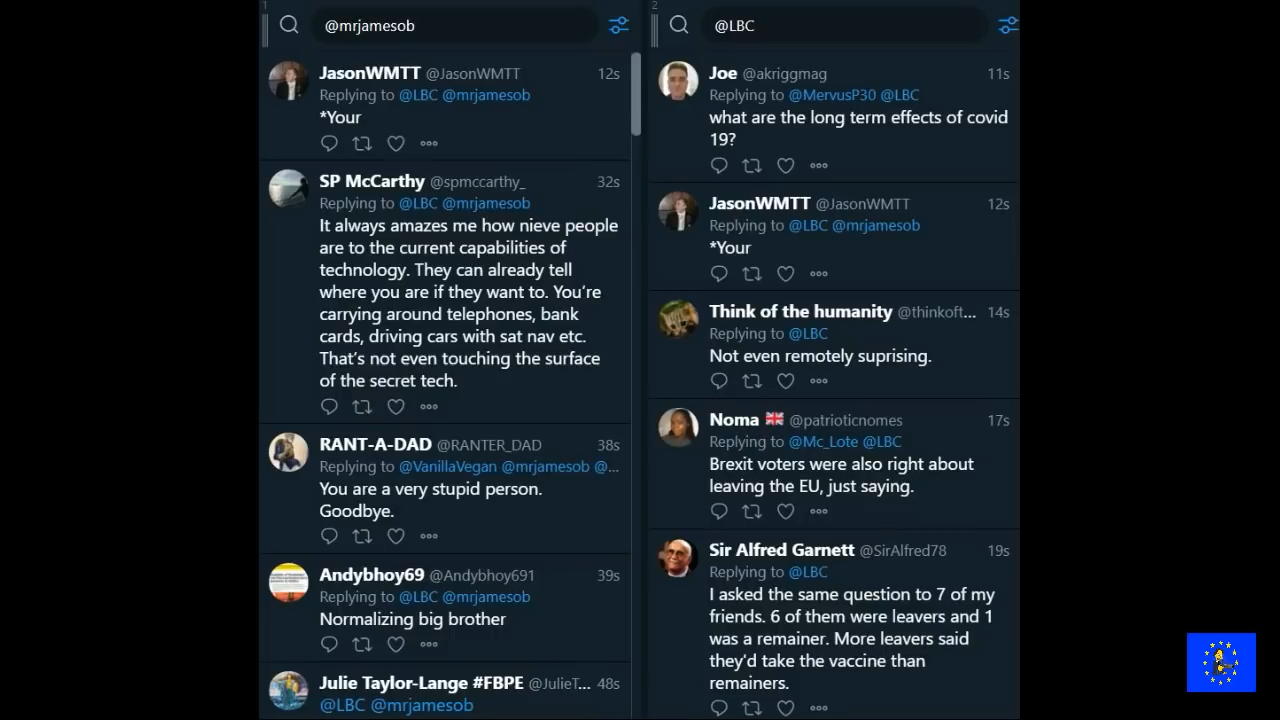 1
@mrjamesob
JasonWMTT @JasonWMTT 12s
Replying to @LBC @mrjamesob
*Your
SP McCarthy @spmccarthy_ 32s
Replying to @LBC @mrjamesob
It always amazes me how nieve people
are to the current capabilities of
technology. They can already tell
where you are if they want to. You're
carrying around telephones, bank
cards, driving cars with sat nav etc.
That's not even touching the surface
of the secret tech.
RANT-A-DAD @RANTER_DAD 38s
Replying to @VanillaVegan @mrjamesob @...
You are a very stupid person.
Goodbye.
Andybhoy69 @Andybhoy691 39s
Replying to @LBC @mrjamesob
Normalizing big brother
Julie Taylor-Lange #FBPE @JulieT... 48s
@LBC @mrjamesob
2
@LBC
Joe @akriggmag 11s
Replying to @MervusP30 @LBC
what are the long term effects of covid
19?
JasonWMTT @JasonWMTT 12s
Replying to @LBC @mrjamesob
*Your
Think of the humanity @thinkoft... 14s
Replying to @LBC
Not even remotely suprising.
Noma 🇬🇧 @patrioticnomes 17s
Replying to @Mc_Lote @LBC
Brexit voters were also right about
leaving the EU, just saying.
Sir Alfred Garnett @SirAlfred78 19s
Replying to @LBC
I asked the same question to 7 of my
friends. 6 of them were leavers and 1
was a remainer. More leavers said
they'd take the vaccine than
remainers.